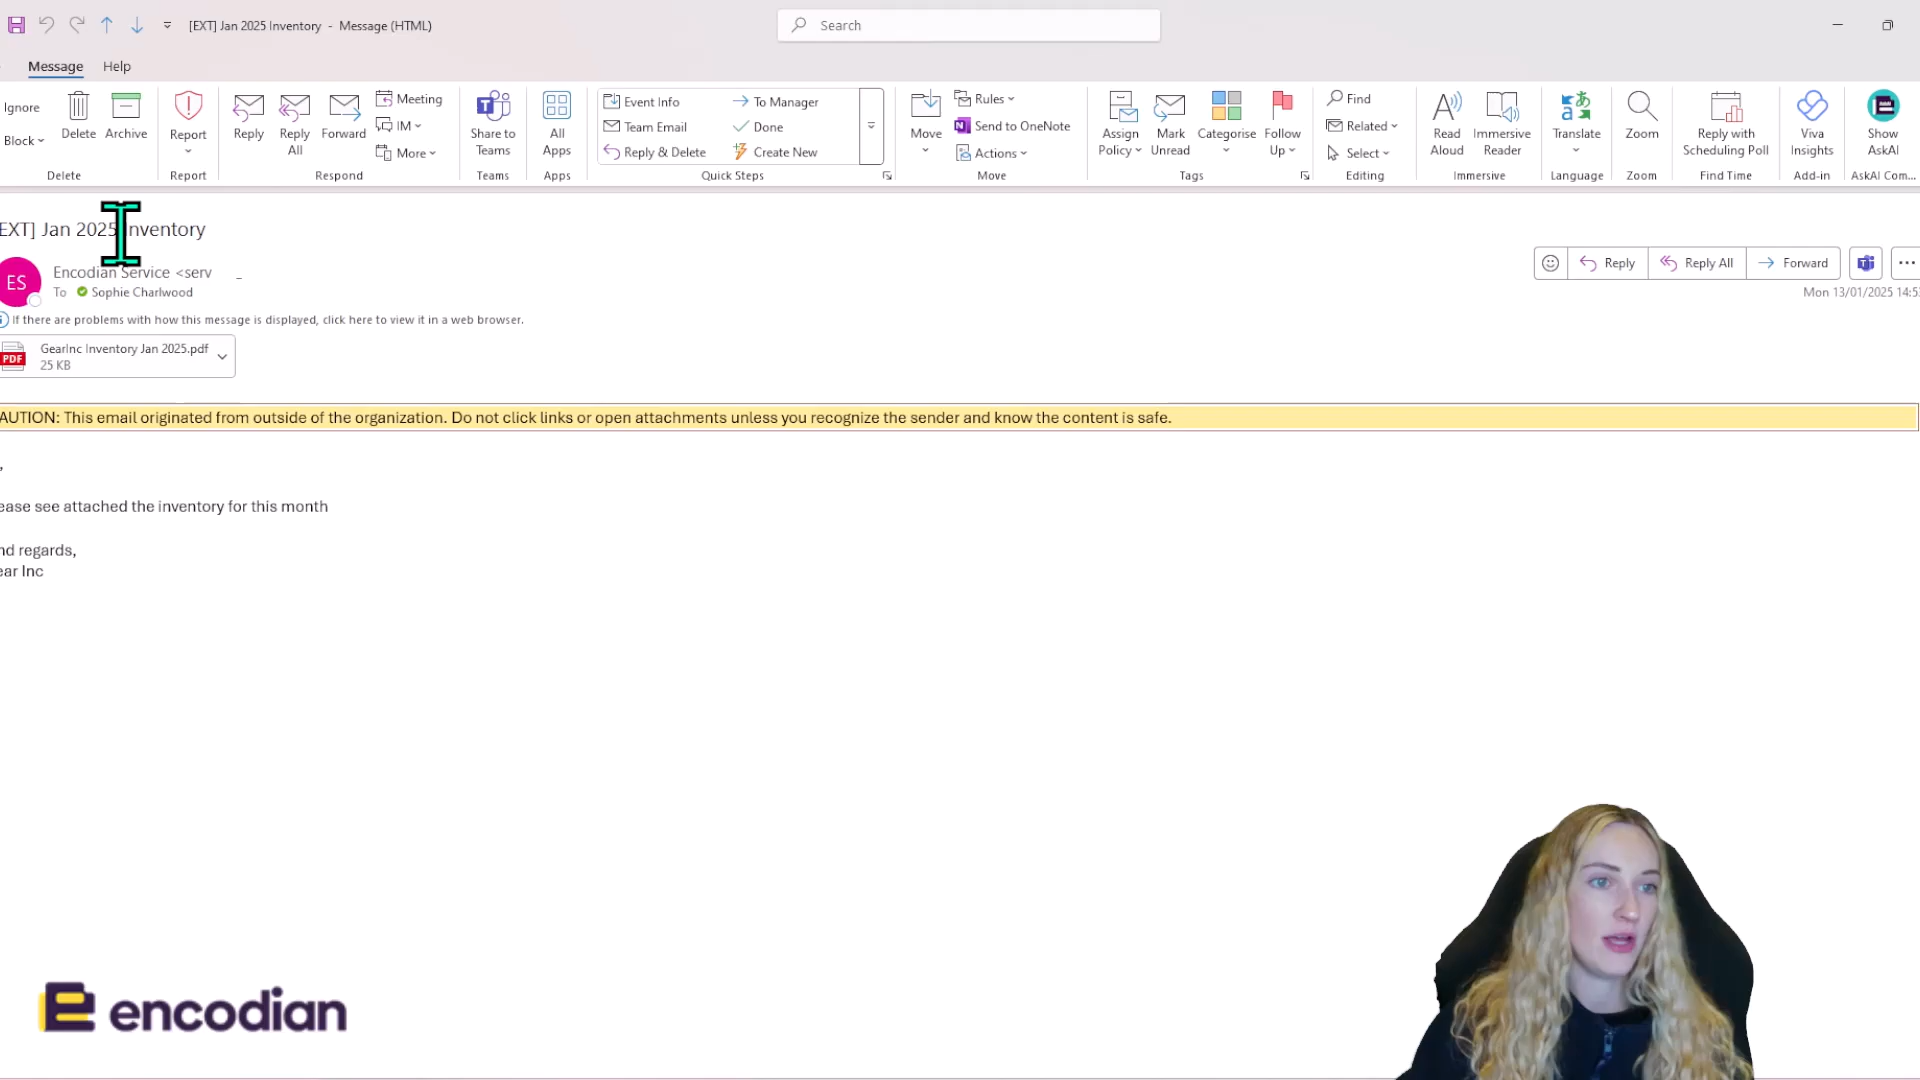 [EXT] Jan 2025 Inventory - Message (HTML)
Search
Message Help
Ignore
Block
Delete
Archive
Delete
Report
Report
Reply
Reply All
Forward
Meeting
IM
More
Respond
Share to Teams
Teams
All Apps
Apps
Event Info
Team Email
Reply & Delete
To Manager
Done
Create New
Quick Steps
Move
Rules
Send to OneNote
Actions
Move
Assign Policy
Mark Unread
Categorise
Follow Up
Tags
Find
Related
Select
Editing
Read Aloud
Immersive Reader
Immersive
Translate
Language
Zoom
Zoom
Reply with Scheduling Poll
Find Time
Viva Insights
Add-in
Show AskAI
AskAI Com...
EXT] Jan 2025 Inventory
ES
Encodian Service <serv
To Sophie Charlwood
Reply
Reply All
Forward
Mon 13/01/2025 14:53
If there are problems with how this message is displayed, click here to view it in a web browser.
PDF
GearInc Inventory Jan 2025.pdf
25 KB
AUTION: This email originated from outside of the organization. Do not click links or open attachments unless you recognize the sender and know the content is safe.
,
ease see attached the inventory for this month
nd regards,
ear Inc
encodian